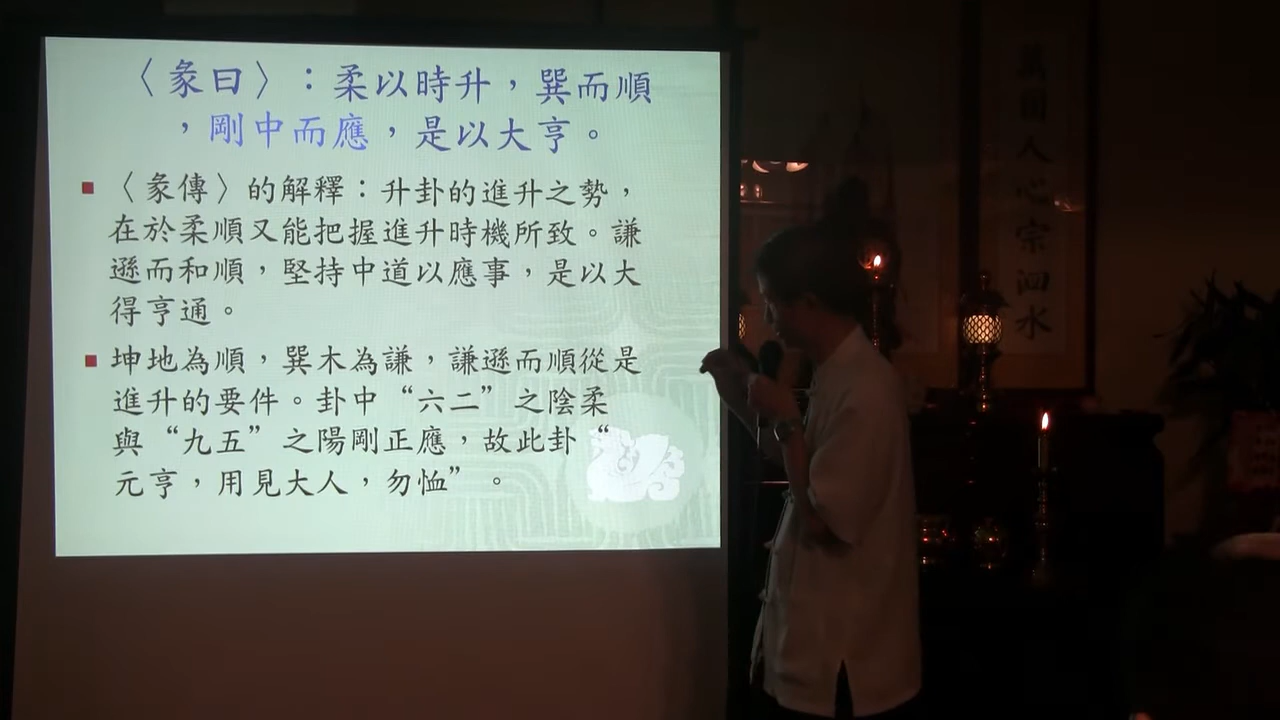 〈彖曰〉：柔以時升，巽而順
，剛中而應，是以大亨。
〈彖傳〉的解釋：升卦的進升之勢，
在於柔順又能把握進升時機所致。謙
遜而和順，堅持中道以應事，是以大
得亨通。
坤地為順，巽木為謙，謙遜而順從是
進升的要件。卦中“六二”之陰柔
與“九五”之陽剛正應，故此卦“
元亨，用見大人，勿恤”。
萬國人心宗泗水